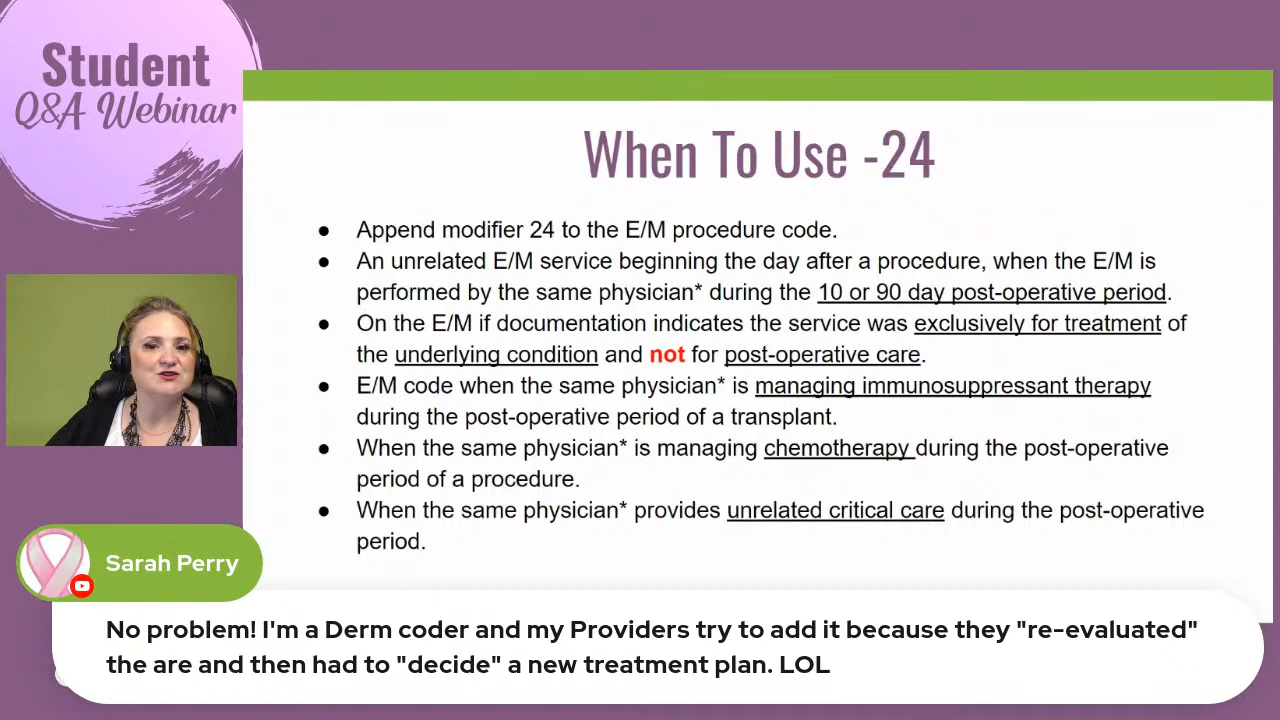 Student
Q&A Webinar
When To Use -24
● Append modifier 24 to the E/M procedure code.
● An unrelated E/M service beginning the day after a procedure, when the E/M is
performed by the same physician* during the 10 or 90 day post-operative period.
● On the E/M if documentation indicates the service was exclusively for treatment of
the underlying condition and not for post-operative care.
● E/M code when the same physician* is managing immunosuppressant therapy
during the post-operative period of a transplant.
● When the same physician* is managing chemotherapy during the post-operative
period of a procedure.
● When the same physician* provides unrelated critical care during the post-operative
period.
Sarah Perry
No problem! I'm a Derm coder and my Providers try to add it because they "re-evaluated"
the are and then had to "decide" a new treatment plan. LOL